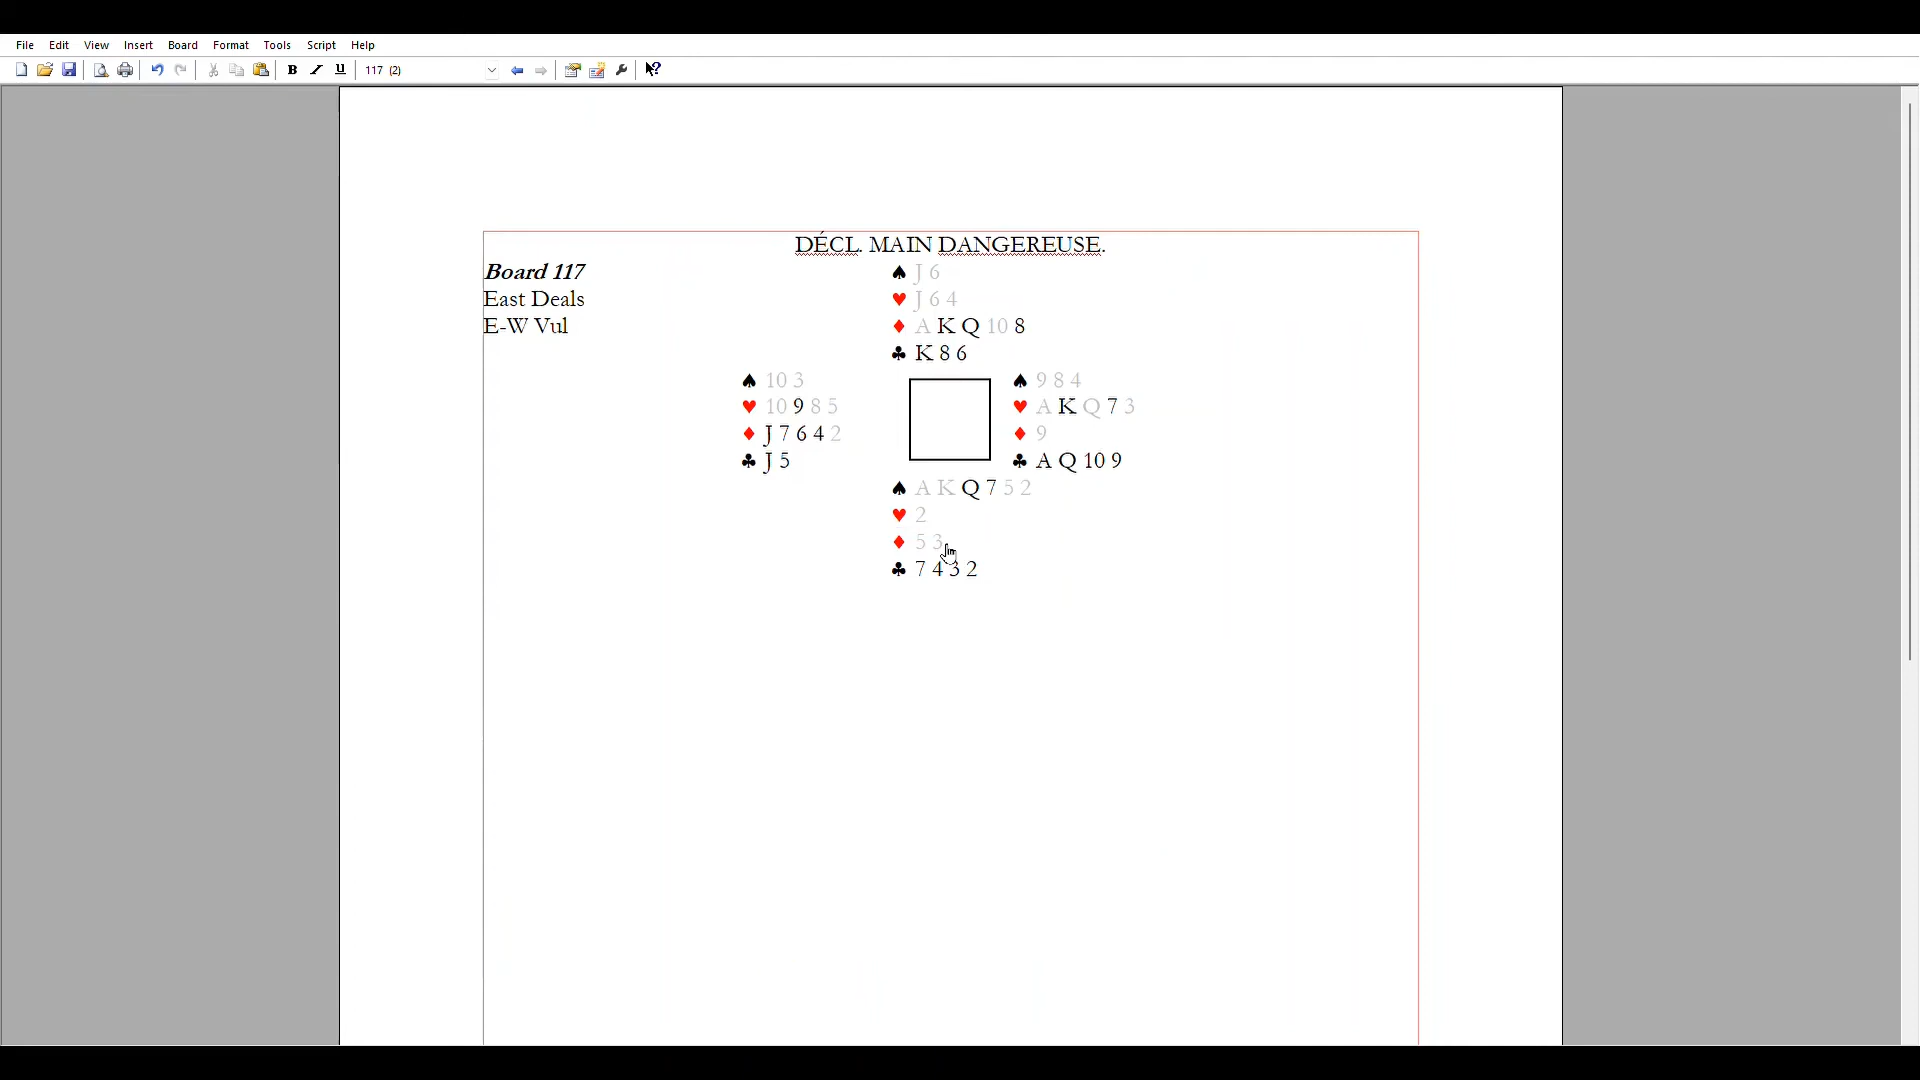 File Edit View Insert Board Format Tools Script Help
B I U 117 (2)
DÉCL. MAIN DANGEREUSE.
Board 117
East Deals
E-W Vul
♠ J 6
♥ J 6 4
♦ A K Q 10 8
♣ K 8 6
♠ 10 3
♥ 10 9 8 5
♦ J 7 6 4 2
♣ J 5
♠ 9 8 4
♥ A K Q 7 3
♦ 9
♣ A Q 10 9
♠ A K Q 7 5 2
♥ 2
♦ 5 3
♣ 7 4 3 2